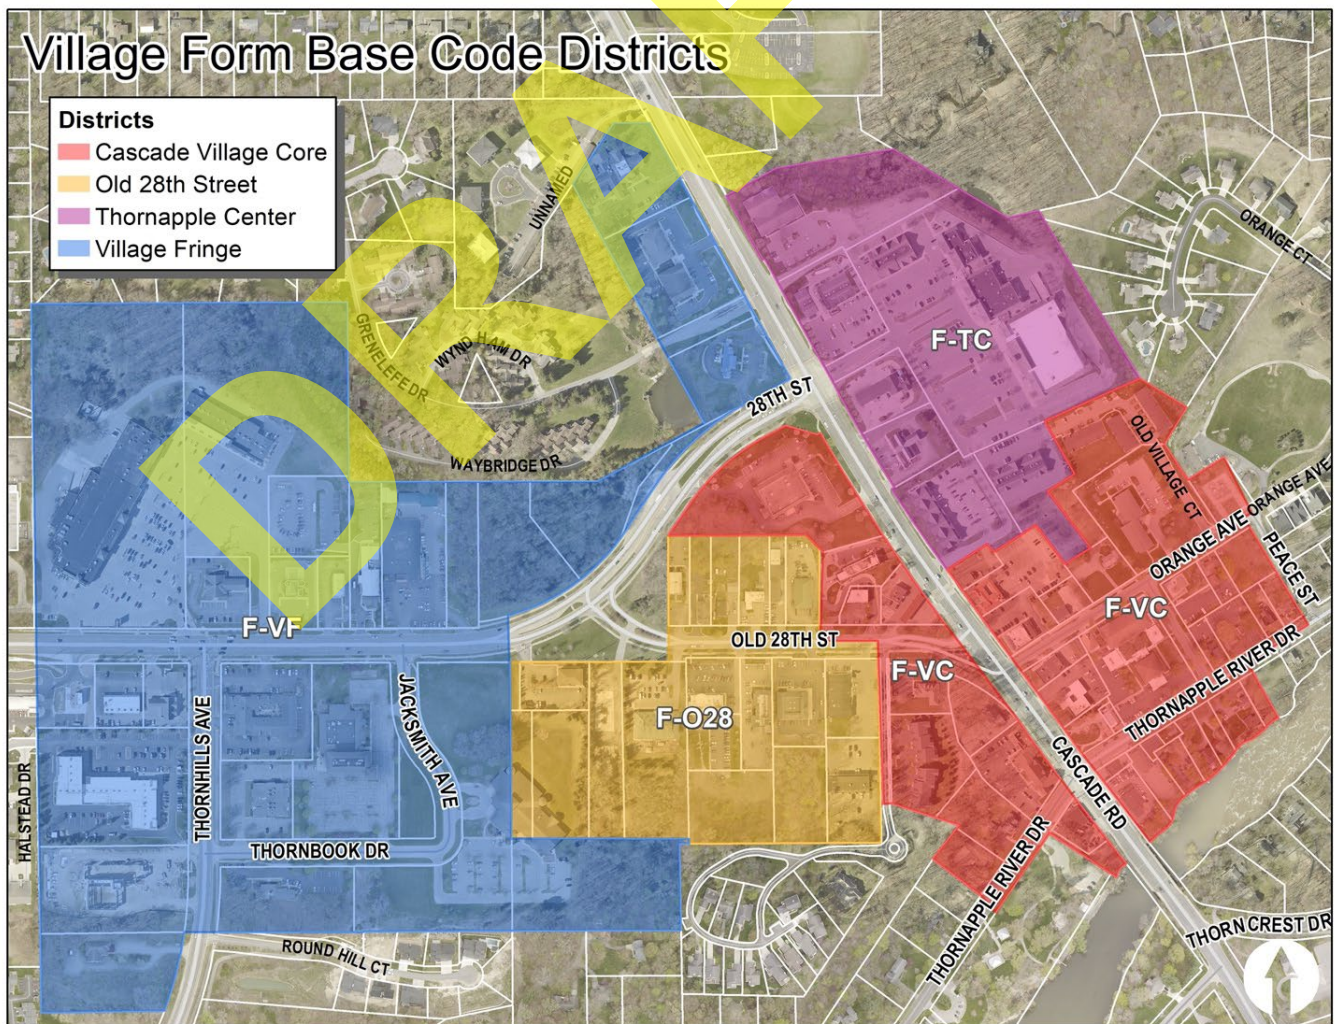 Village Form Base Code Districts
Districts
Cascade Village Core
Old 28th Street
Thornapple Center
Village Fringe
DRAF
UNNAMED
ORANGE CT
GRENELEFE DR
WYND HAM DR
F-TC
28TH ST
WAYBRIDGE DR
OLD VILLAGE CT
ORANGE AVE
ORANGE AVE
PEACE ST
F-VC
F-VF
OLD 28TH ST
F-VC
THORNAPPLE RIVER DR
F-O28
JACKSMITH AVE
THORNHILLS AVE
HALSTEAD DR
CASCADE RD
THORNBOOK DR
THORNAPPLE RIVER DR
THORN CREST DR
ROUND HILL CT